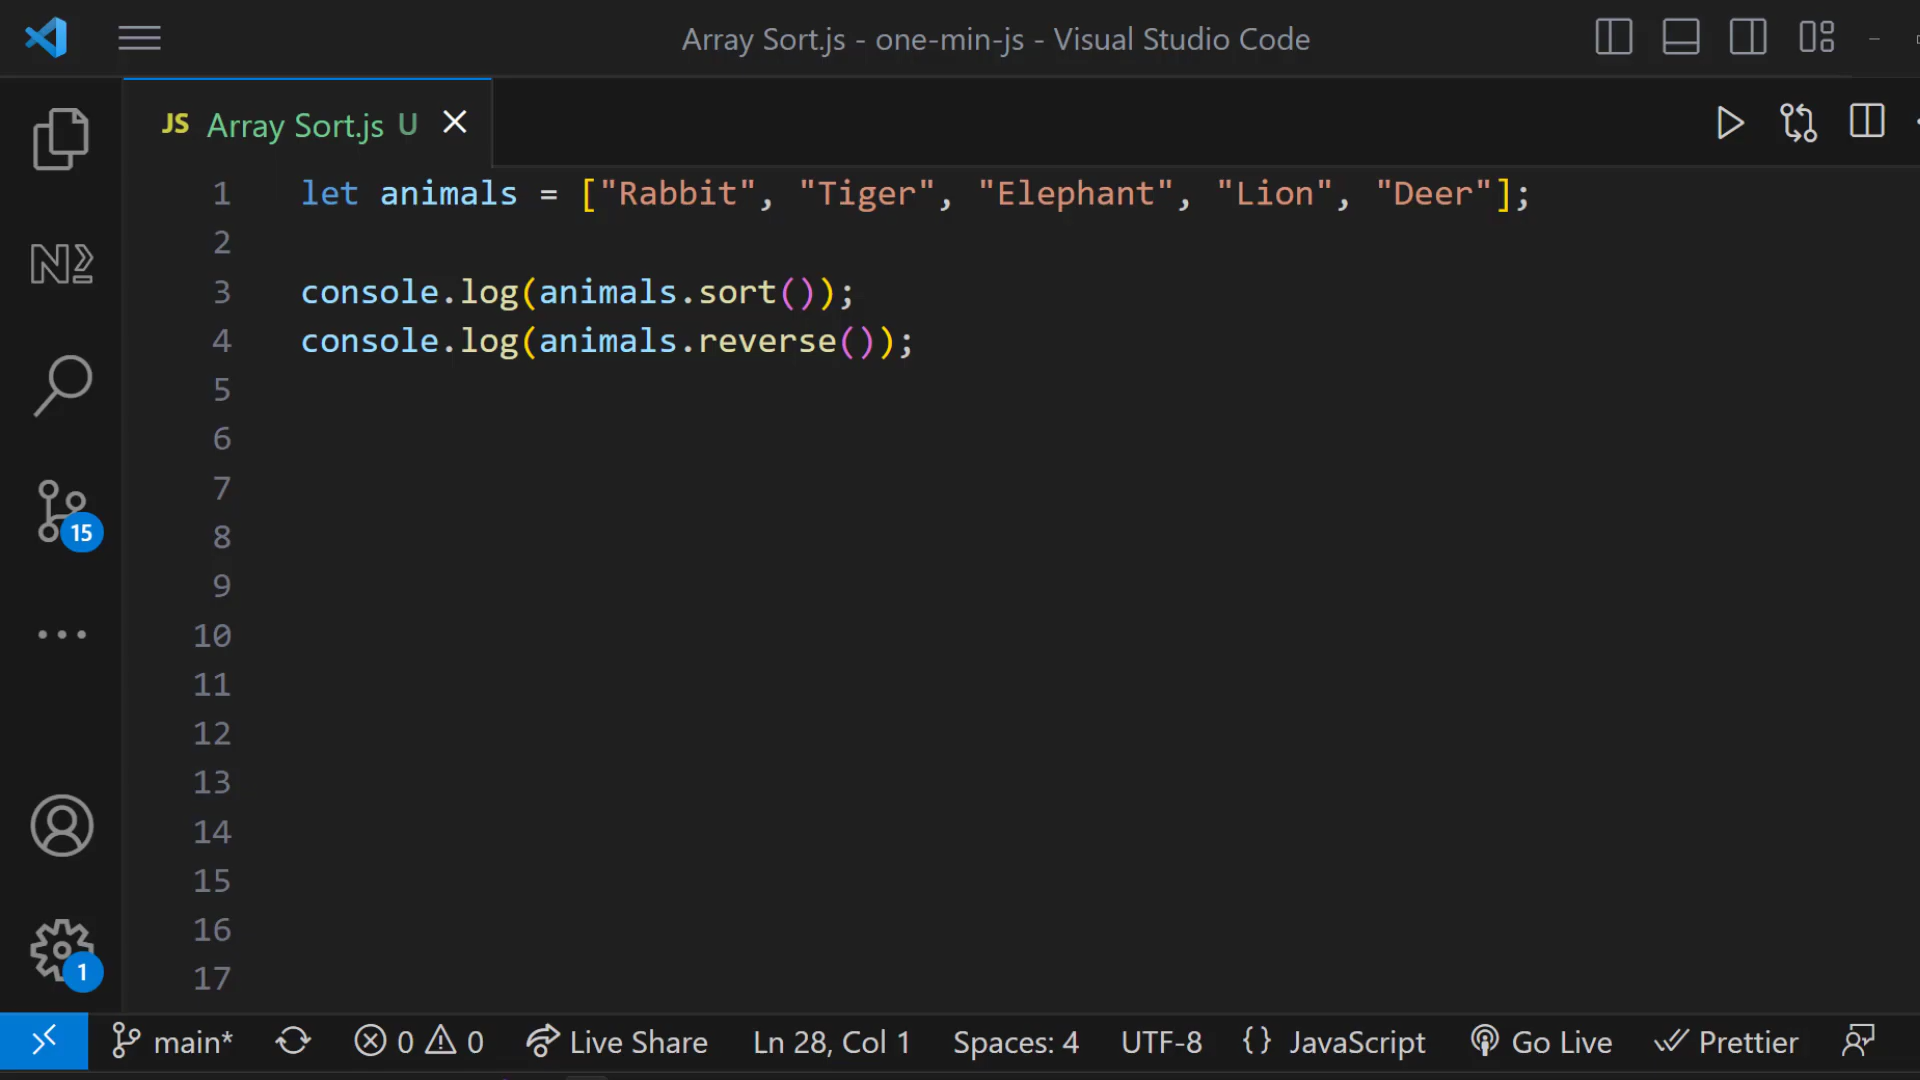 Array Sort.js - one-min-js - Visual Studio Code
JS Array Sort.js U
1 let animals = ["Rabbit", "Tiger", "Elephant", "Lion", "Deer"];
2
3 console.log(animals.sort());
4 console.log(animals.reverse());
5
6
7
8
9
10
11
12
13
14
15
16
17
15
1
main* 0 0 Live Share Ln 28, Col 1 Spaces: 4 UTF-8 {} JavaScript Go Live Prettier